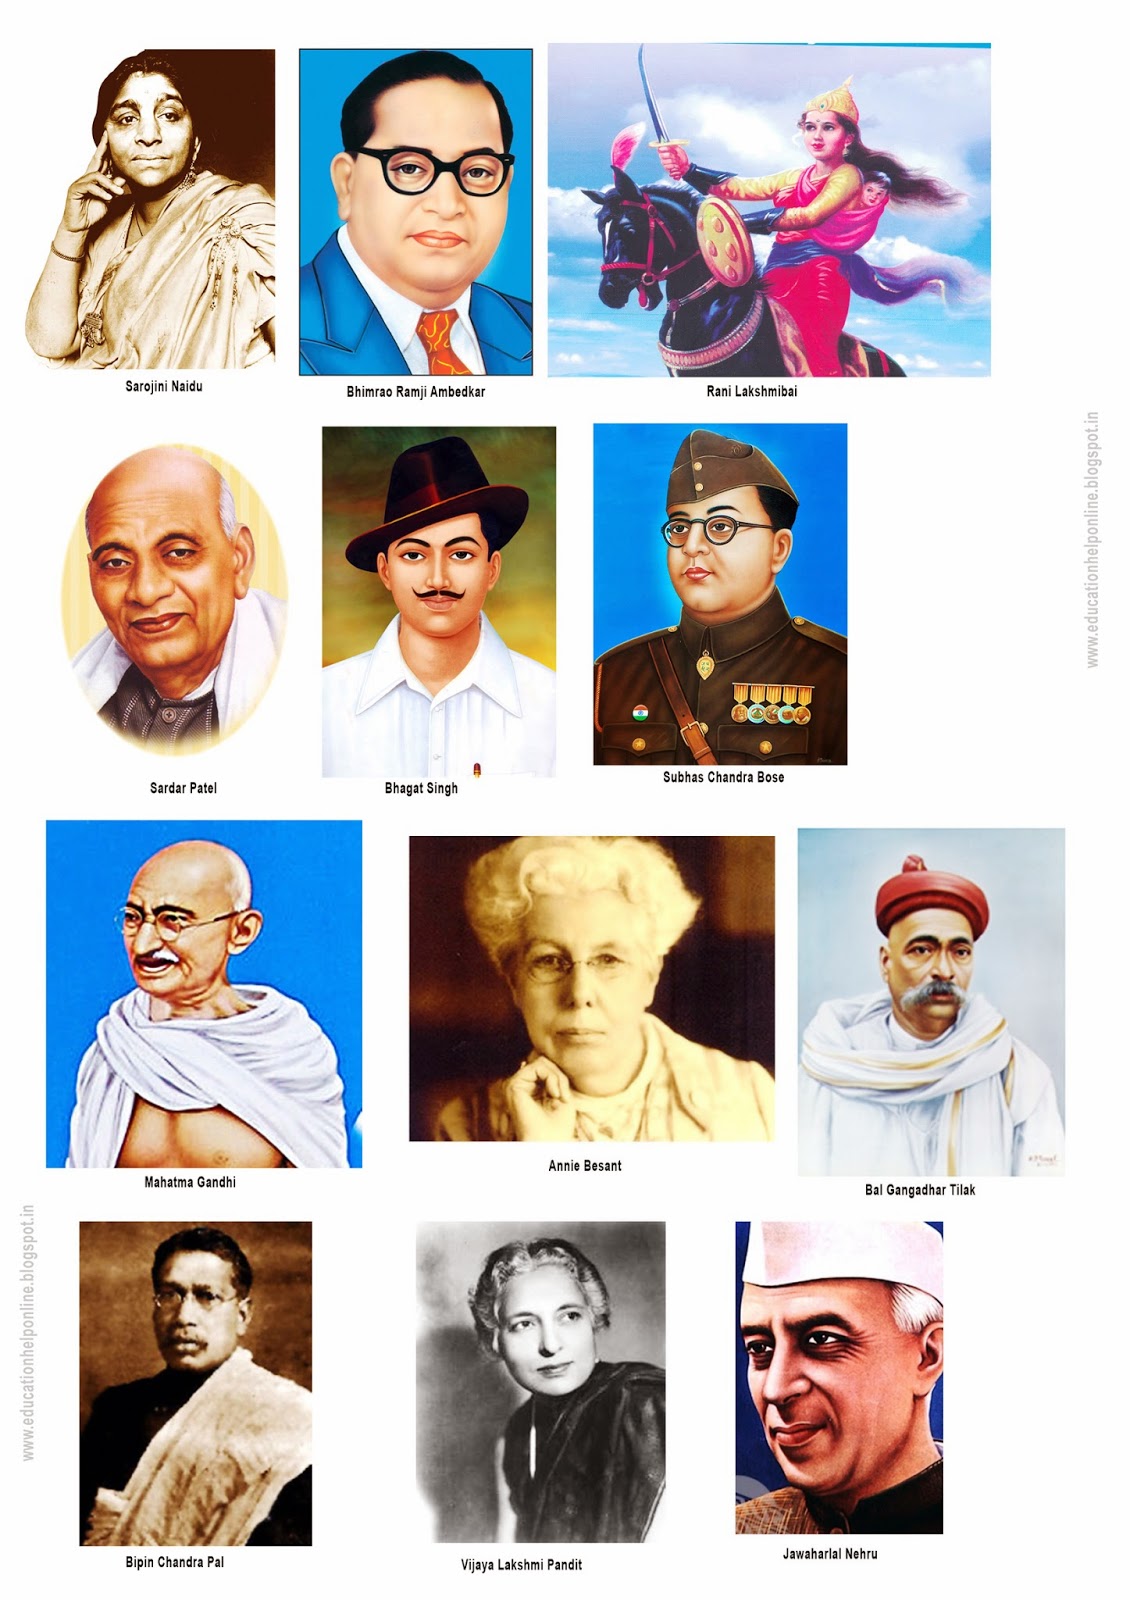 Sarojini Naidu
Bhimrao Ramji Ambedkar
Rani Lakshmibai
www.educationhelponline.blogspot.in
Sardar Patel
Bhagat Singh
Subhas Chandra Bose
Mahatma Gandhi
Annie Besant
Bal Gangadhar Tilak
www.educationhelponline.blogspot.in
Bipin Chandra Pal
Vijaya Lakshmi Pandit
Jawaharlal Nehru